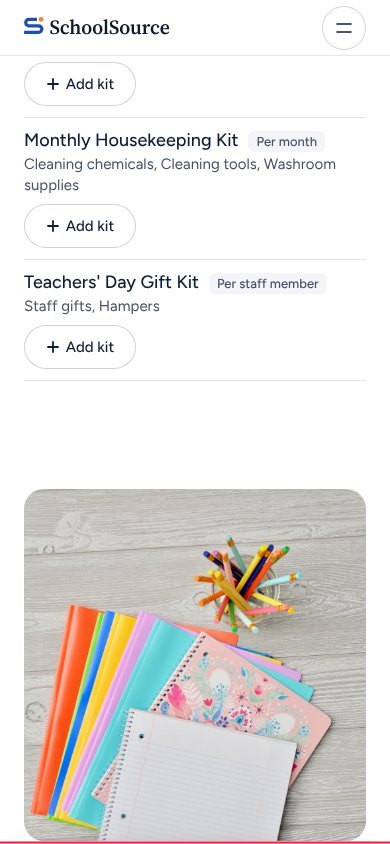 SchoolSource
+ Add kit
Monthly Housekeeping Kit Per month
Cleaning chemicals, Cleaning tools, Washroom
supplies
+ Add kit
Teachers' Day Gift Kit Per staff member
Staff gifts, Hampers
+ Add kit